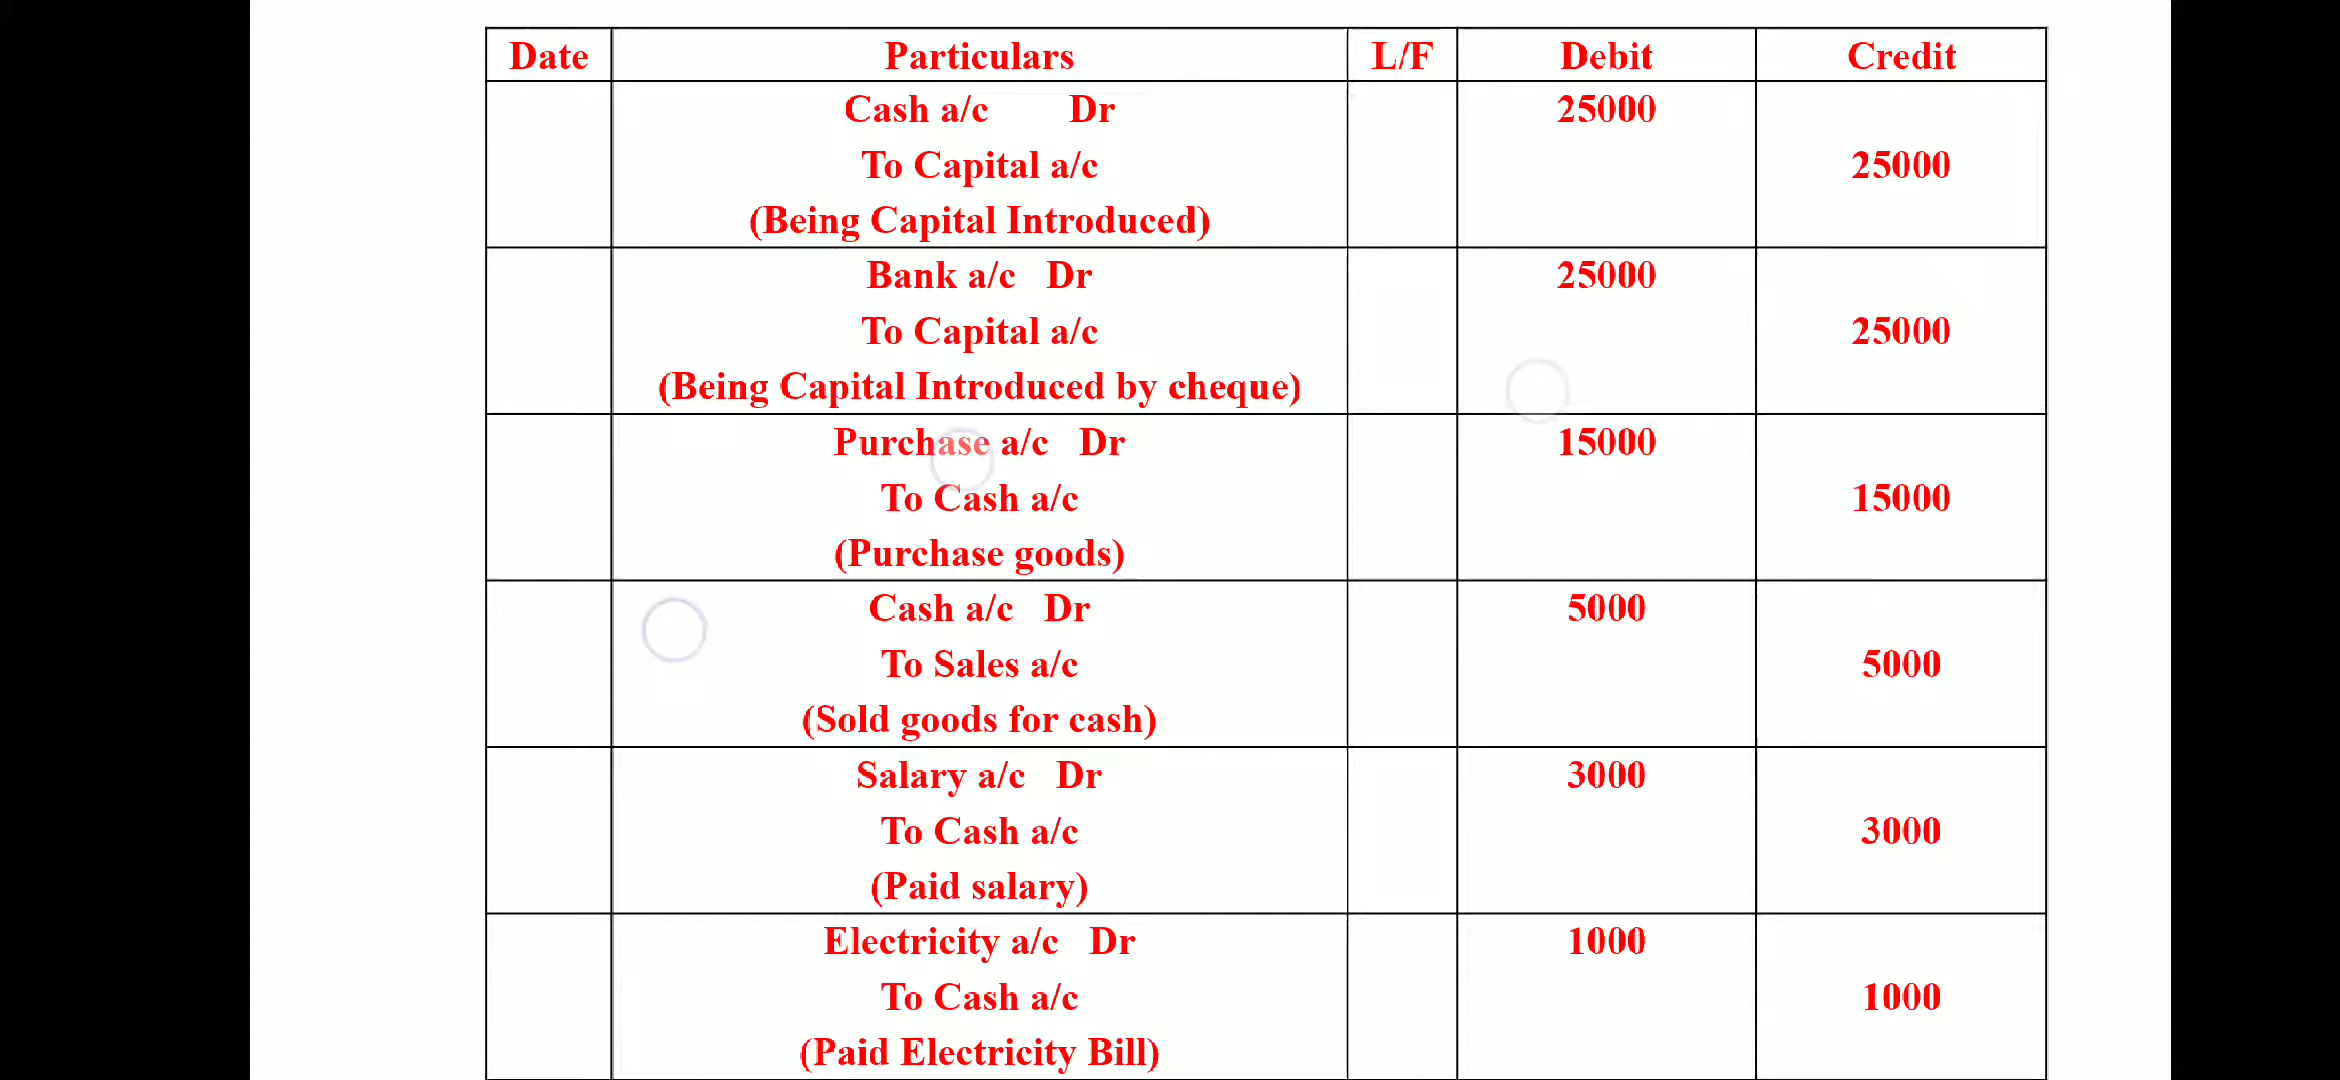 Date Particulars L/F Debit Credit
Cash a/c Dr 25000
To Capital a/c 25000
(Being Capital Introduced)
Bank a/c Dr 25000
To Capital a/c 25000
(Being Capital Introduced by cheque)
Purchase a/c Dr 15000
To Cash a/c 15000
(Purchase goods)
Cash a/c Dr 5000
To Sales a/c 5000
(Sold goods for cash)
Salary a/c Dr 3000
To Cash a/c 3000
(Paid salary)
Electricity a/c Dr 1000
To Cash a/c 1000
(Paid Electricity Bill)